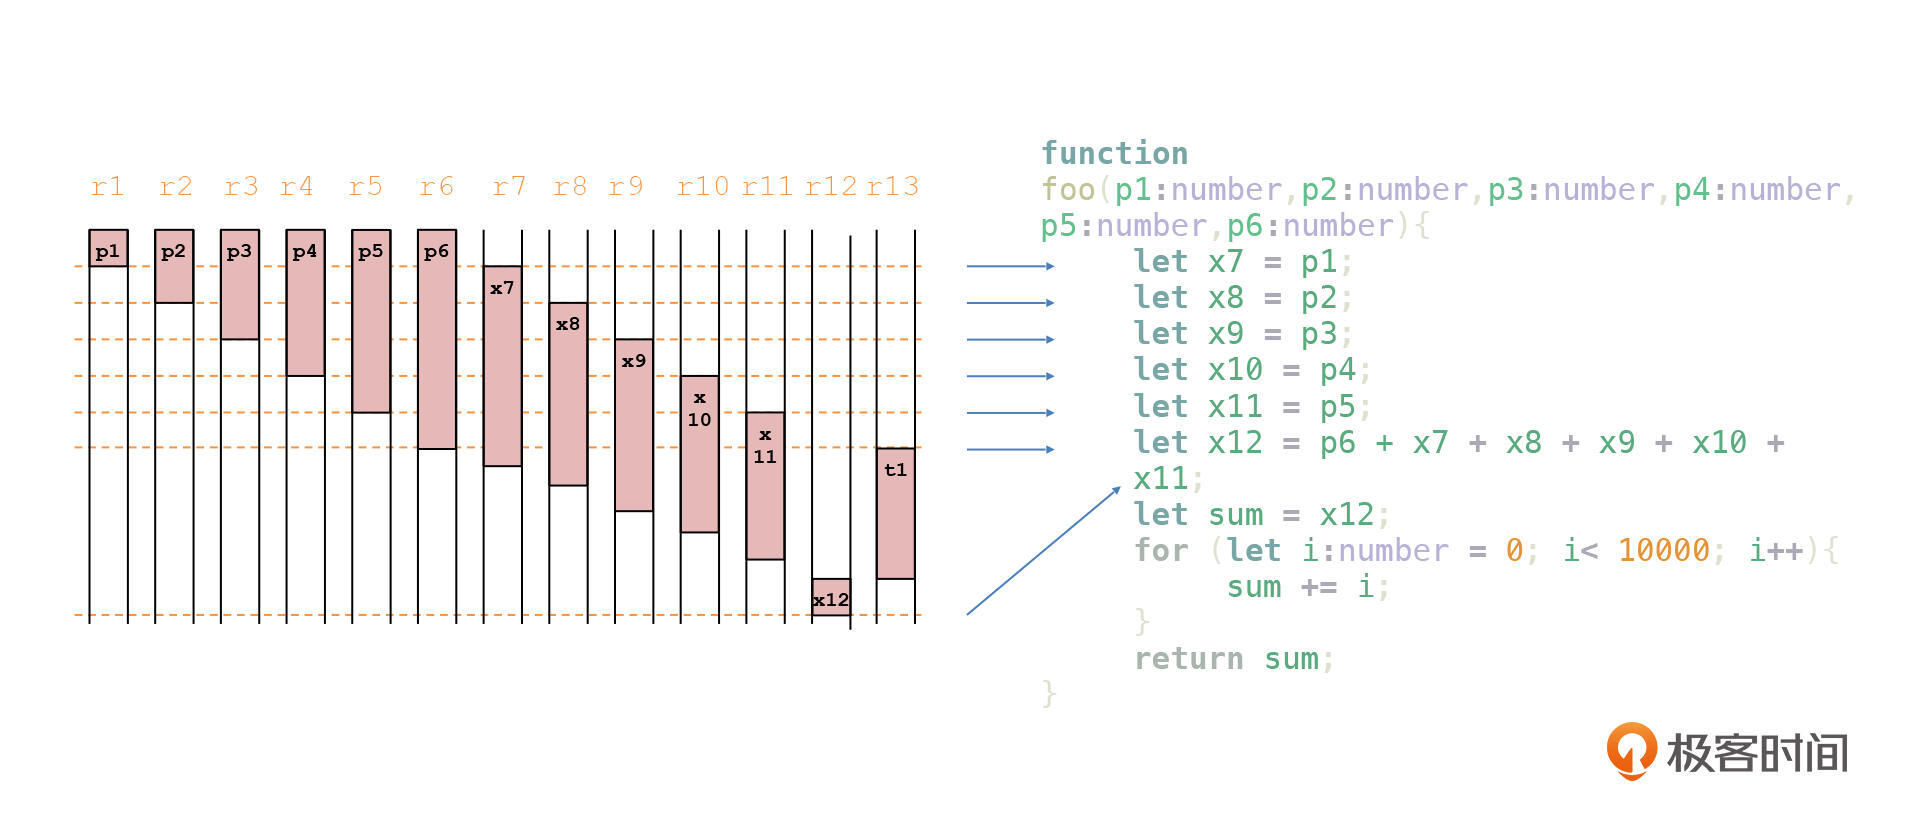 r1 r2 r3 r4 r5 r6 r7 r8 r9 r10 r11 r12 r13
p1 p2 p3 p4 p5 p6
x7
x8
x9
x
10
x
11
t1
x12
function
foo(p1:number,p2:number,p3:number,p4:number,
p5:number,p6:number){
let x7 = p1;
let x8 = p2;
let x9 = p3;
let x10 = p4;
let x11 = p5;
let x12 = p6 + x7 + x8 + x9 + x10 +
x11;
let sum = x12;
for (let i:number = 0; i< 10000; i++){
sum += i;
}
return sum;
}
极客时间